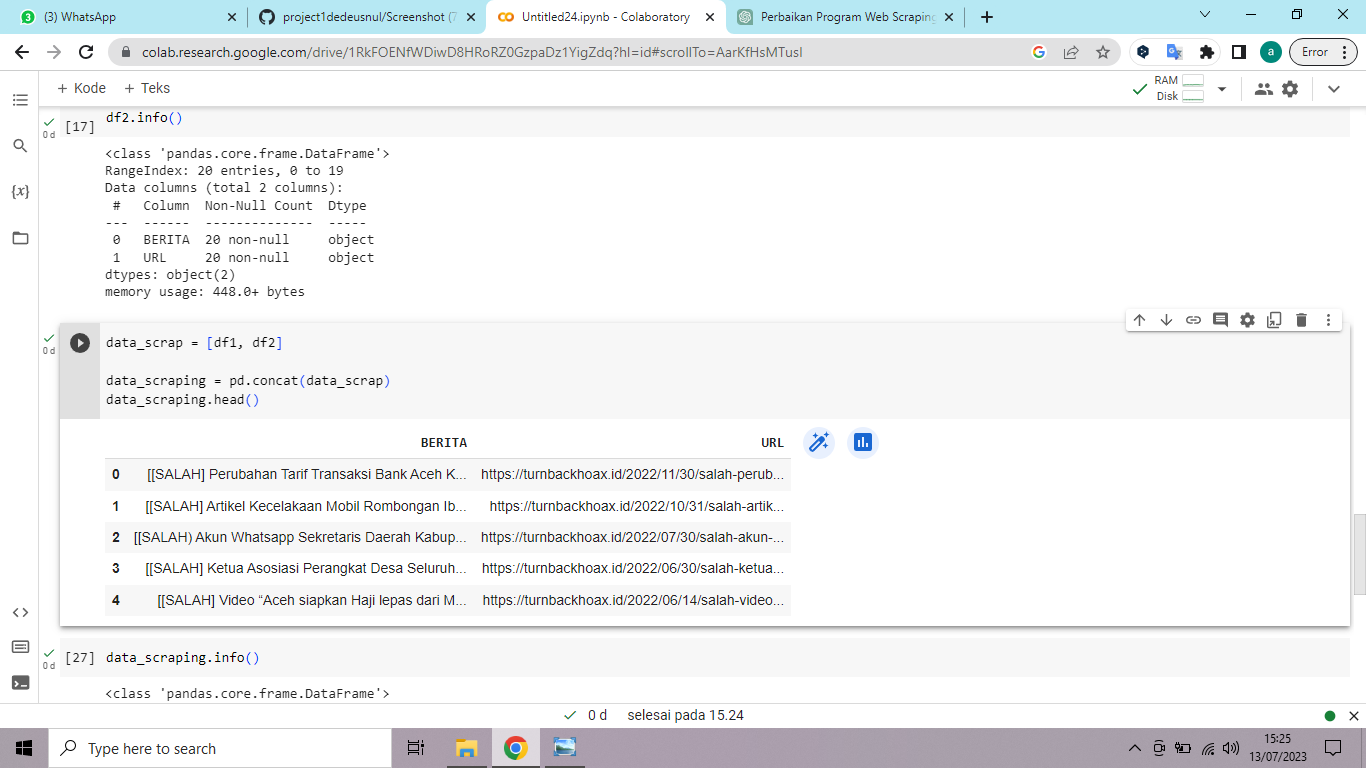 (3) WhatsApp
project1dedeusnul/Screenshot (7
Untitled24.ipynb - Colaboratory
Perbaikan Program Web Scraping
colab.research.google.com/drive/1RkFOENfWDiwD8HRoRZ0GzpaDz1YigZdq?hl=id#scrollTo=AarKfHsMTusI
a
Error
+ Kode
+ Teks
RAM
Disk
0 d
[17]
df2.info()
<class 'pandas.core.frame.DataFrame'>
RangeIndex: 20 entries, 0 to 19
Data columns (total 2 columns):
# Column Non-Null Count Dtype
--- ------ -------------- -----
0 BERITA 20 non-null object
1 URL 20 non-null object
dtypes: object(2)
memory usage: 448.0+ bytes
0 d
data_scrap = [df1, df2]
data_scraping = pd.concat(data_scrap)
data_scraping.head()
BERITA URL
0 [[SALAH] Perubahan Tarif Transaksi Bank Aceh K... https://turnbackhoax.id/2022/11/30/salah-perub...
1 [[SALAH] Artikel Kecelakaan Mobil Rombongan Ib... https://turnbackhoax.id/2022/10/31/salah-artik...
2 [[SALAH) Akun Whatsapp Sekretaris Daerah Kabup... https://turnbackhoax.id/2022/07/30/salah-akun-...
3 [[SALAH] Ketua Asosiasi Perangkat Desa Seluruh... https://turnbackhoax.id/2022/06/30/salah-ketua...
4 [[SALAH] Video “Aceh siapkan Haji lepas dari M... https://turnbackhoax.id/2022/06/14/salah-video...
0 d
[27]
data_scraping.info()
<class 'pandas.core.frame.DataFrame'>
0 d selesai pada 15.24
Type here to search
15:25
13/07/2023